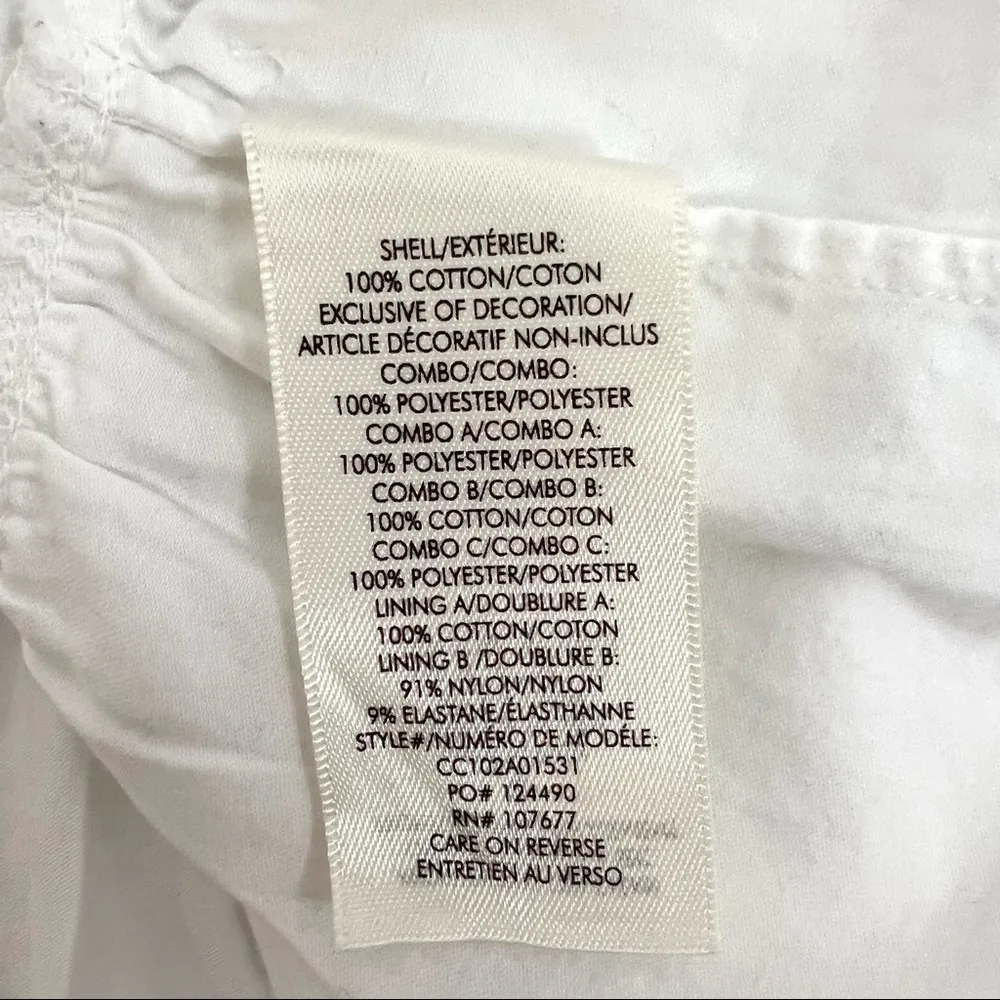 SHELL/EXTÉRIEUR:
100% COTTON/COTON
EXCLUSIVE OF DECORATION/
ARTICLE DÉCORATIF NON-INCLUS
COMBO/COMBO:
100% POLYESTER/POLYESTER
COMBO A/COMBO A:
100% POLYESTER/POLYESTER
COMBO B/COMBO B:
100% COTTON/COTON
COMBO C/COMBO C:
100% POLYESTER/POLYESTER
LINING A/DOUBLURE A:
100% COTTON/COTON
LINING B /DOUBLURE B:
91% NYLON/NYLON
9% ELASTANE/ÉLASTHANNE
STYLE#/NUMÉRO DE MODÉLE:
CC102A01531
PO# 124490
RN# 107677
CARE ON REVERSE
ENTRETIEN AU VERSO